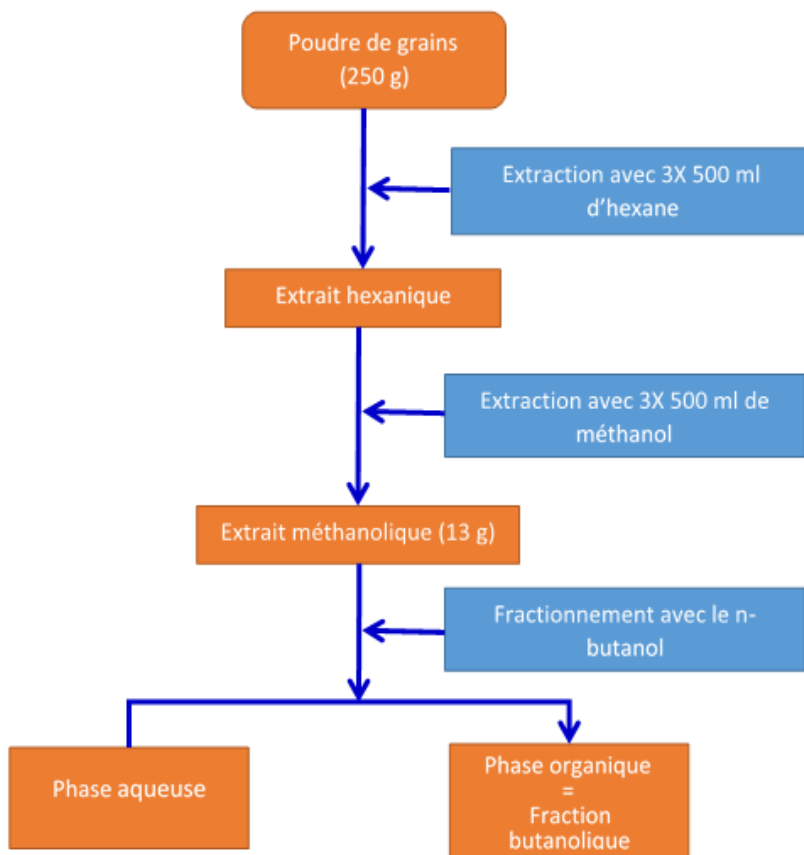 Poudre de grains
(250 g)
Extraction avec 3X 500 ml
d’hexane
Extrait hexanique
Extraction avec 3X 500 ml de
méthanol
Extrait méthanolique (13 g)
Fractionnement avec le n-
butanol
Phase aqueuse
Phase organique
=
Fraction
butanolique